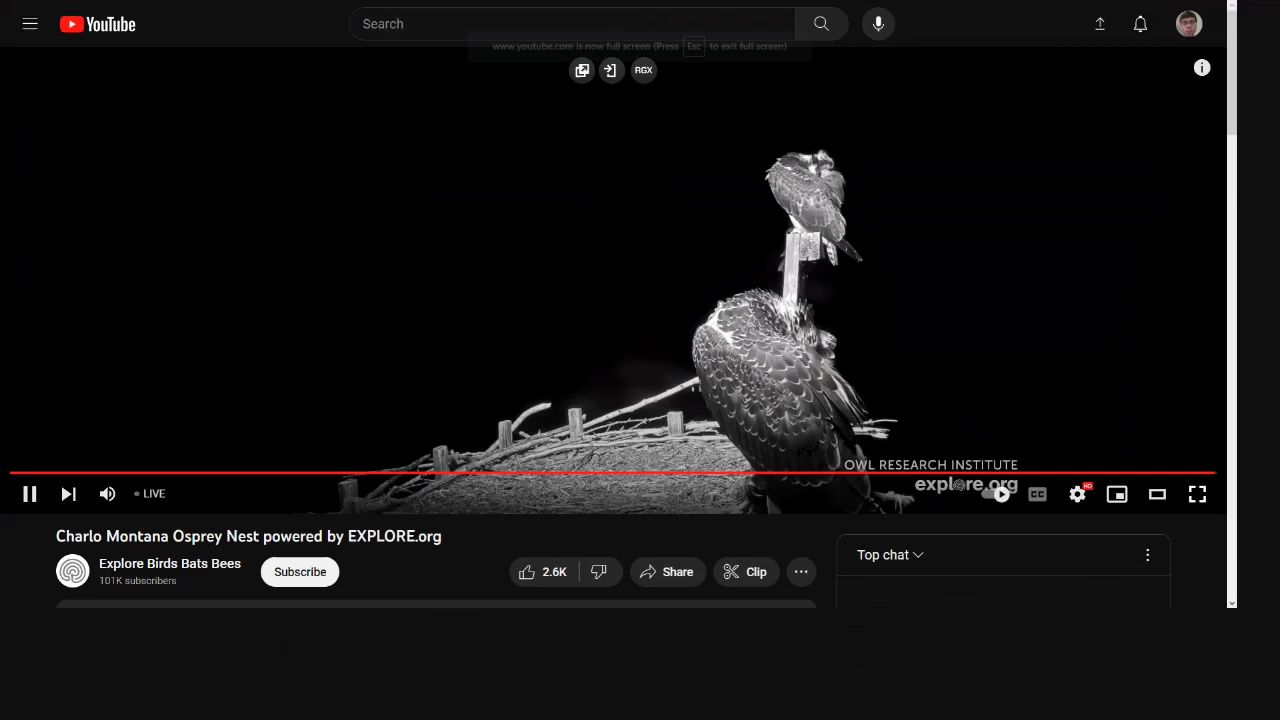 YouTube
Search
www.youtube.com is now full screen (Press Esc to exit full screen)
RGX
OWL RESEARCH INSTITUTE
explore.org
LIVE
CC
HD
Charlo Montana Osprey Nest powered by EXPLORE.org
Explore Birds Bats Bees
101K subscribers
Subscribe
2.6K
Share
Clip
Top chat